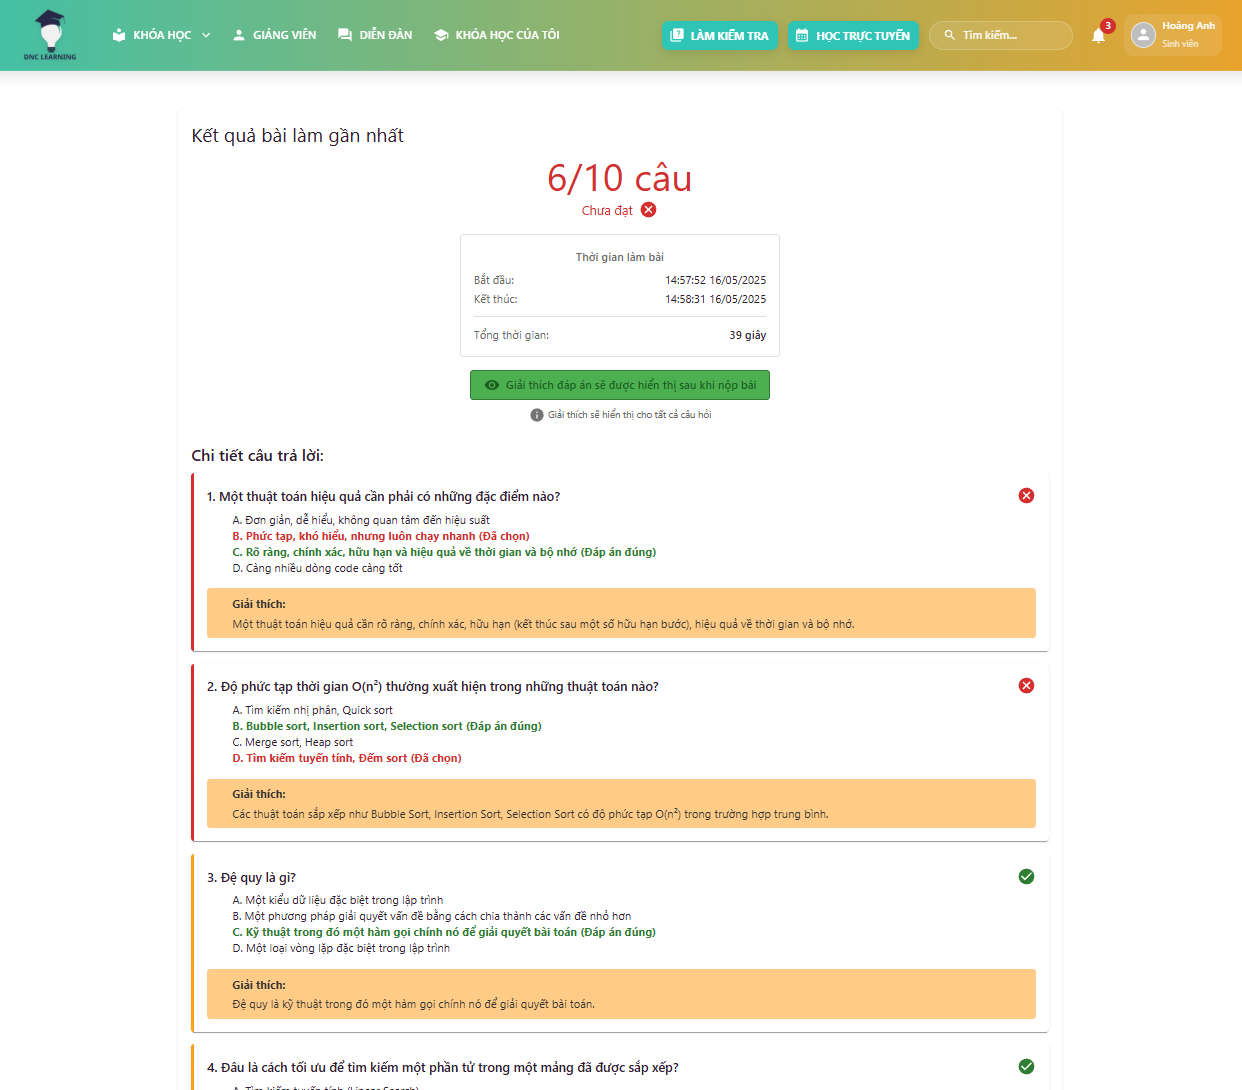 DNC LEARNING
KHÓA HỌC
GIẢNG VIÊN
DIỄN ĐÀN
KHÓA HỌC CỦA TÔI
LÀM KIỂM TRA
HỌC TRỰC TUYẾN
Tìm kiếm...
3
Hoàng Anh
Sinh viên
Kết quả bài làm gần nhất
6/10 câu
Chưa đạt
Thời gian làm bài
Bắt đầu: 14:57:52 16/05/2025
Kết thúc: 14:58:31 16/05/2025
Tổng thời gian: 39 giây
Giải thích đáp án sẽ được hiển thị sau khi nộp bài
Giải thích sẽ hiển thị cho tất cả câu hỏi
Chi tiết câu trả lời:
1. Một thuật toán hiệu quả cần phải có những đặc điểm nào?
A. Đơn giản, dễ hiểu, không quan tâm đến hiệu suất
B. Phức tạp, khó hiểu, nhưng luôn chạy nhanh (Đã chọn)
C. Rõ ràng, chính xác, hữu hạn và hiệu quả về thời gian và bộ nhớ (Đáp án đúng)
D. Càng nhiều dòng code càng tốt
Giải thích:
Một thuật toán hiệu quả cần rõ ràng, chính xác, hữu hạn (kết thúc sau một số hữu hạn bước), hiệu quả về thời gian và bộ nhớ.
2. Độ phức tạp thời gian O(n²) thường xuất hiện trong những thuật toán nào?
A. Tìm kiếm nhị phân, Quick sort
B. Bubble sort, Insertion sort, Selection sort (Đáp án đúng)
C. Merge sort, Heap sort
D. Tìm kiếm tuyến tính, Đếm sort (Đã chọn)
Giải thích:
Các thuật toán sắp xếp như Bubble Sort, Insertion Sort, Selection Sort có độ phức tạp O(n²) trong trường hợp trung bình.
3. Đệ quy là gì?
A. Một kiểu dữ liệu đặc biệt trong lập trình
B. Một phương pháp giải quyết vấn đề bằng cách chia thành các vấn đề nhỏ hơn
C. Kỹ thuật trong đó một hàm gọi chính nó để giải quyết bài toán (Đáp án đúng)
D. Một loại vòng lặp đặc biệt trong lập trình
Giải thích:
Đệ quy là kỹ thuật trong đó một hàm gọi chính nó để giải quyết bài toán.
4. Đâu là cách tối ưu để tìm kiếm một phần tử trong một mảng đã được sắp xếp?
A. Tìm kiếm tuyến tính (Linear Search)